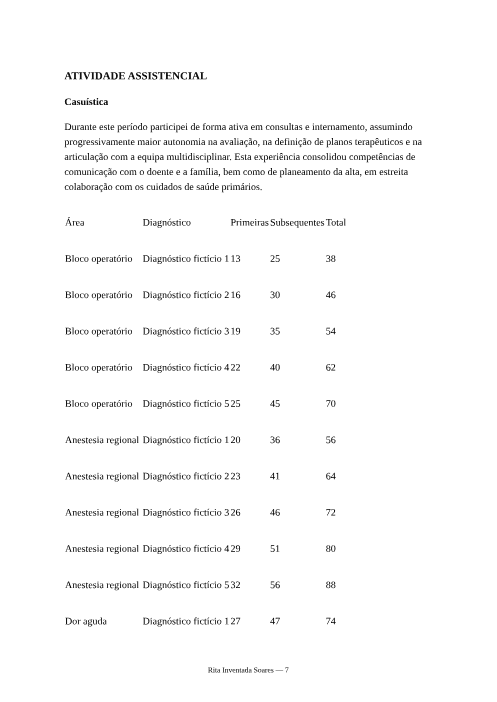 ATIVIDADE ASSISTENCIAL
Casuística
Durante este período participei de forma ativa em consultas e internamento, assumindo
progressivamente maior autonomia na avaliação, na definição de planos terapêuticos e na
articulação com a equipa multidisciplinar. Esta experiência consolidou competências de
comunicação com o doente e a família, bem como de planeamento da alta, em estreita
colaboração com os cuidados de saúde primários.
Área Diagnóstico Primeiras Subsequentes Total
Bloco operatório Diagnóstico fictício 1 13 25 38
Bloco operatório Diagnóstico fictício 2 16 30 46
Bloco operatório Diagnóstico fictício 3 19 35 54
Bloco operatório Diagnóstico fictício 4 22 40 62
Bloco operatório Diagnóstico fictício 5 25 45 70
Anestesia regional Diagnóstico fictício 1 20 36 56
Anestesia regional Diagnóstico fictício 2 23 41 64
Anestesia regional Diagnóstico fictício 3 26 46 72
Anestesia regional Diagnóstico fictício 4 29 51 80
Anestesia regional Diagnóstico fictício 5 32 56 88
Dor aguda Diagnóstico fictício 1 27 47 74
Rita Inventada Soares — 7